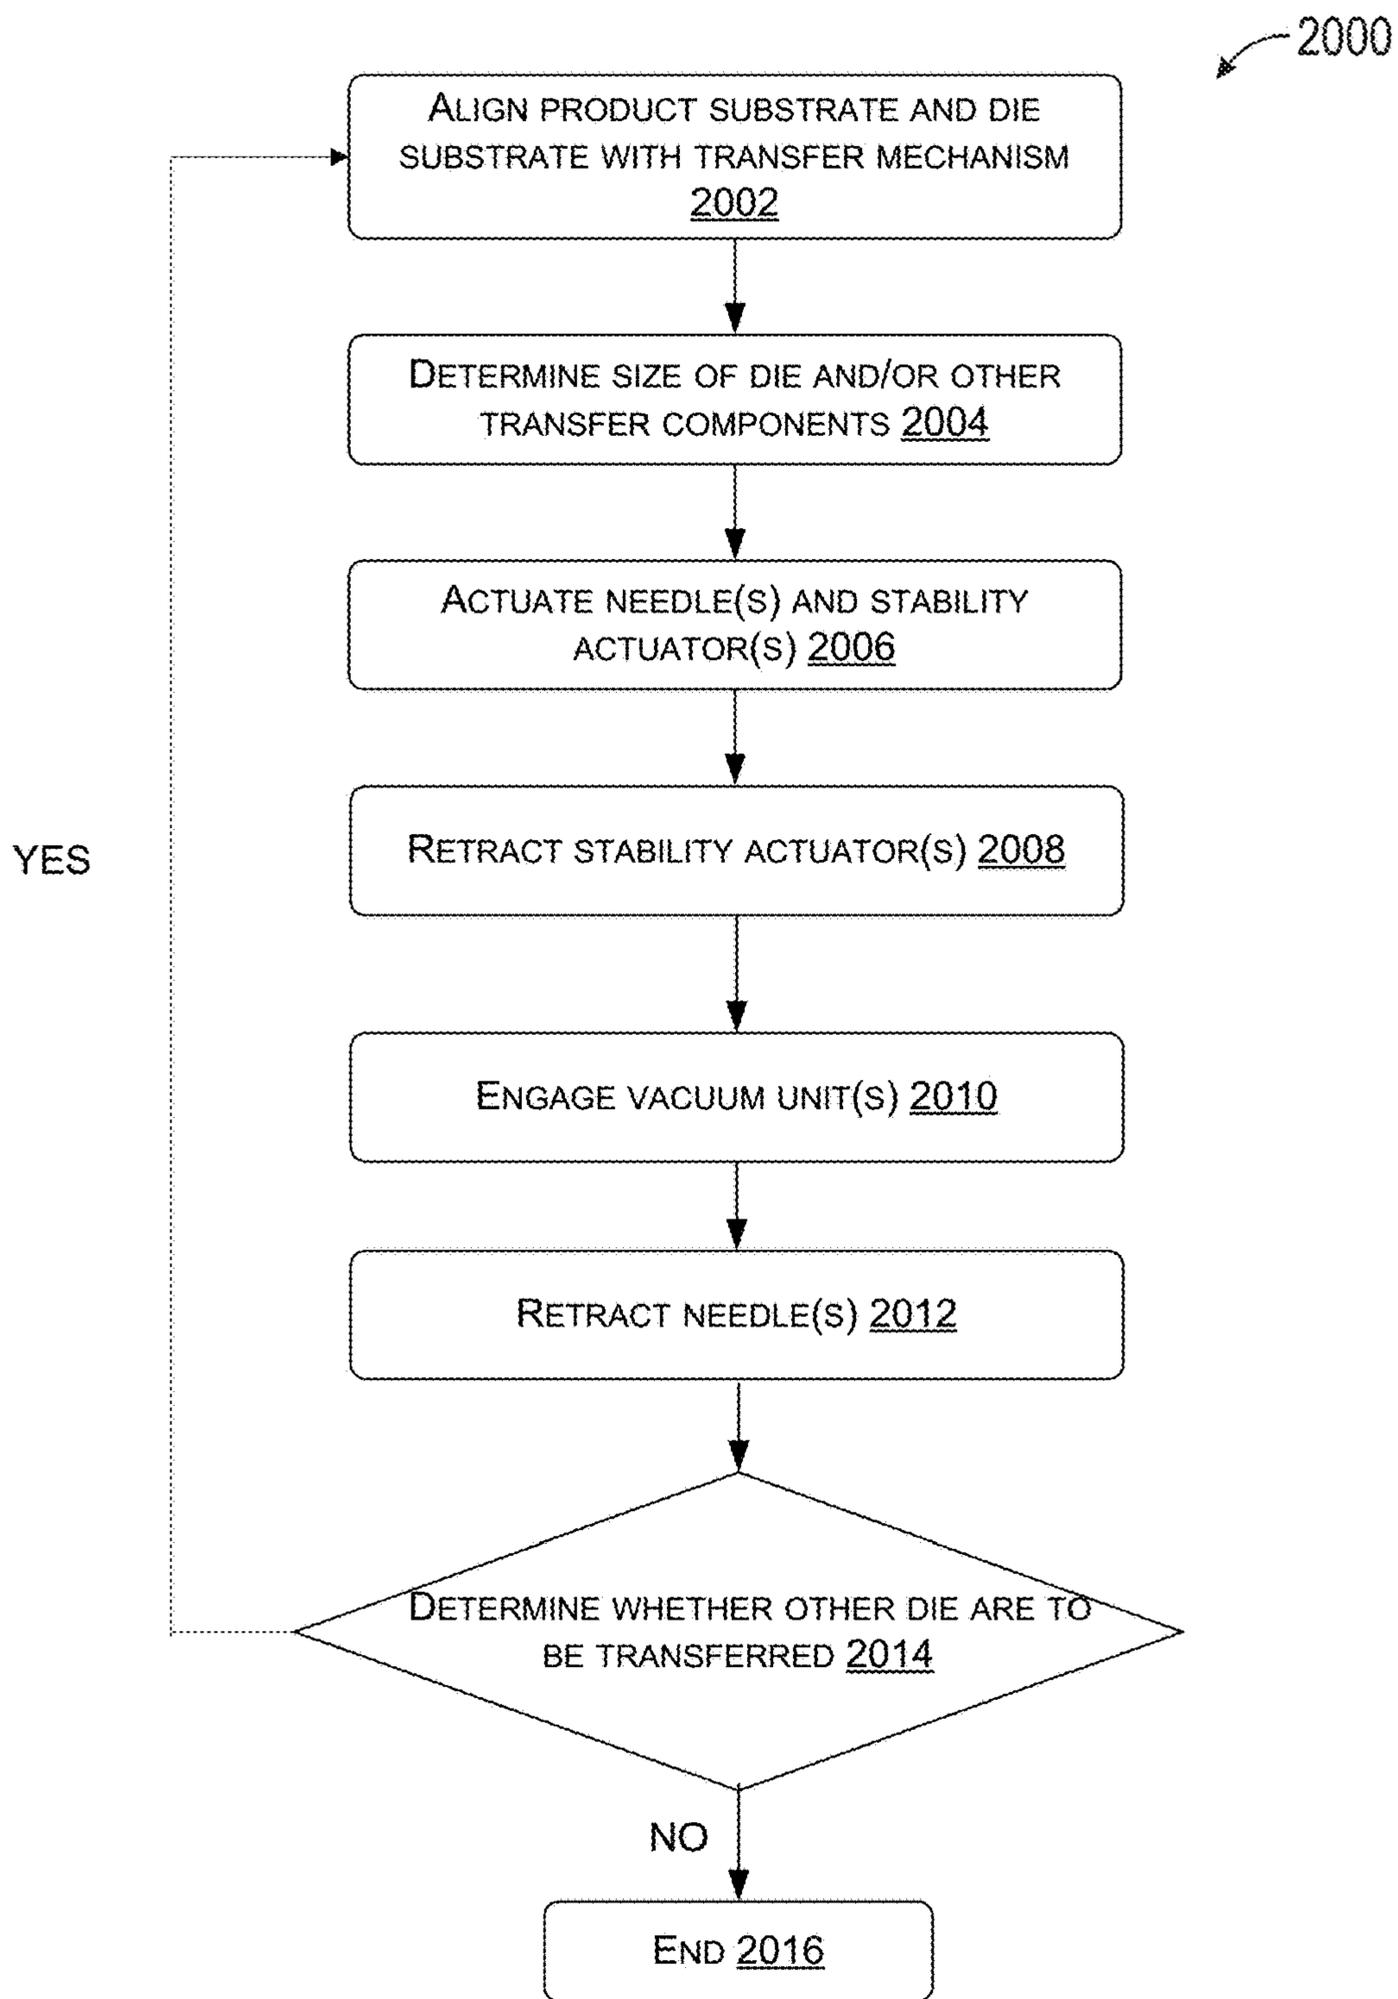 2000
ALIGN PRODUCT SUBSTRATE AND DIE
SUBSTRATE WITH TRANSFER MECHANISM
2002
DETERMINE SIZE OF DIE AND/OR OTHER
TRANSFER COMPONENTS 2004
ACTUATE NEEDLE(S) AND STABILITY
ACTUATOR(S) 2006
RETRACT STABILITY ACTUATOR(S) 2008
YES
ENGAGE VACUUM UNIT(S) 2010
RETRACT NEEDLE(S) 2012
DETERMINE WHETHER OTHER DIE ARE TO
BE TRANSFERRED 2014
NO
END 2016